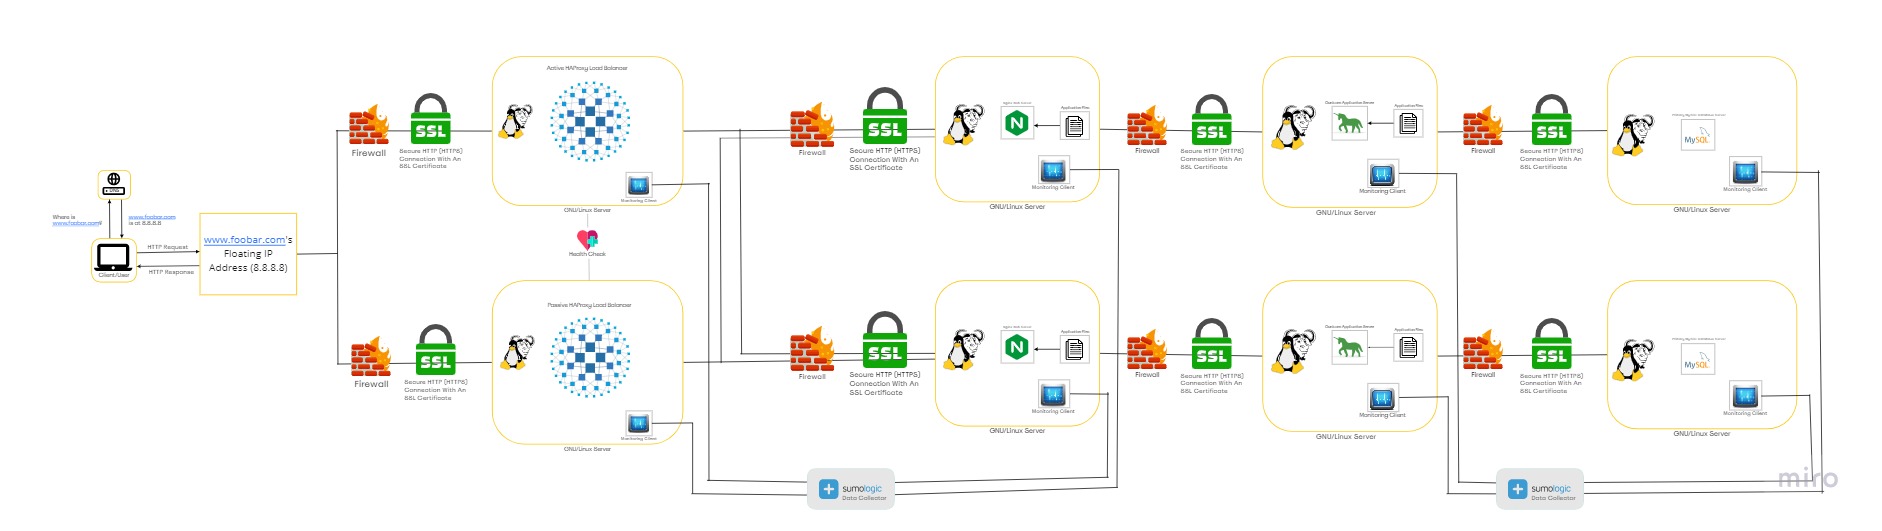 DNS
Where is
www.foobar.com?
www.foobar.com
is at 8.8.8.8
Client/User
HTTP Request
HTTP Response
www.foobar.com's
Floating IP
Address (8.8.8.8)
Firewall
SSL
Secure HTTP (HTTPS)
Connection With An
SSL Certificate
Active HAProxy Load Balancer
Monitoring Client
GNU/Linux Server
Health Check
Firewall
SSL
Secure HTTP (HTTPS)
Connection With An
SSL Certificate
Passive HAProxy Load Balancer
Monitoring Client
GNU/Linux Server
Firewall
SSL
Secure HTTP (HTTPS)
Connection With An
SSL Certificate
Nginx Web Server
N
Application Files
Monitoring Client
GNU/Linux Server
Firewall
SSL
Secure HTTP (HTTPS)
Connection With An
SSL Certificate
Application Server
Application Files
Monitoring Client
GNU/Linux Server
Firewall
SSL
Secure HTTP (HTTPS)
Connection With An
SSL Certificate
MySQL
Monitoring Client
GNU/Linux Server
Firewall
SSL
Secure HTTP (HTTPS)
Connection With An
SSL Certificate
Nginx Web Server
N
Application Files
Monitoring Client
GNU/Linux Server
Firewall
SSL
Secure HTTP (HTTPS)
Connection With An
SSL Certificate
Application Server
Application Files
Monitoring Client
GNU/Linux Server
Firewall
SSL
Secure HTTP (HTTPS)
Connection With An
SSL Certificate
MySQL
Monitoring Client
GNU/Linux Server
sumologic
Data Collector
sumologic
Data Collector
miro